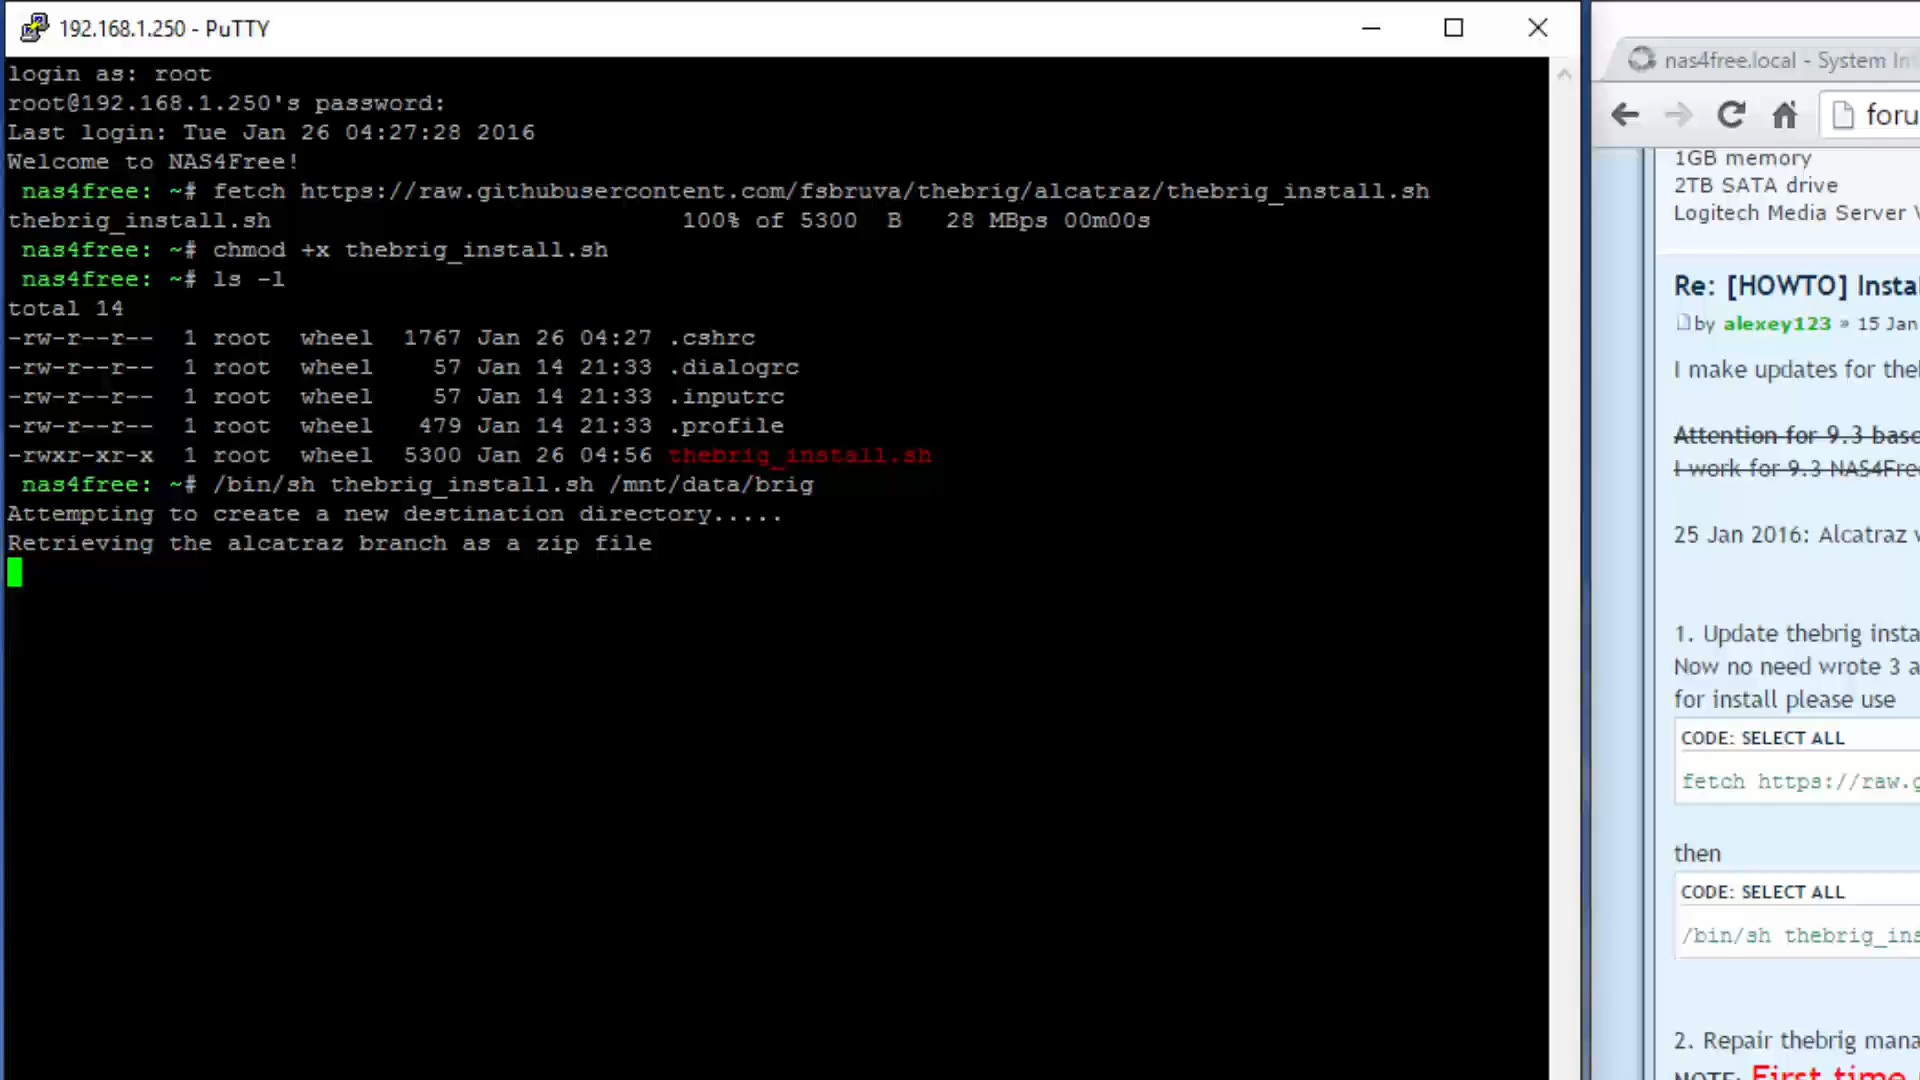 192.168.1.250 - PuTTY
login as: root
root@192.168.1.250's password:
Last login: Tue Jan 26 04:27:28 2016
Welcome to NAS4Free!
nas4free: ~# fetch https://raw.githubusercontent.com/fsbruva/thebrig/alcatraz/thebrig_install.sh
thebrig_install.sh 100% of 5300 B 28 MBps 00m00s
nas4free: ~# chmod +x thebrig_install.sh
nas4free: ~# ls -l
total 14
-rw-r--r-- 1 root wheel 1767 Jan 26 04:27 .cshrc
-rw-r--r-- 1 root wheel 57 Jan 14 21:33 .dialogrc
-rw-r--r-- 1 root wheel 57 Jan 14 21:33 .inputrc
-rw-r--r-- 1 root wheel 479 Jan 14 21:33 .profile
-rwxr-xr-x 1 root wheel 5300 Jan 26 04:56 thebrig_install.sh
nas4free: ~# /bin/sh thebrig_install.sh /mnt/data/brig
Attempting to create a new destination directory.....
Retrieving the alcatraz branch as a zip file
nas4free.local - System In
foru
1GB memory
2TB SATA drive
Logitech Media Server
Re: [HOWTO] Insta
by alexey123 » 15 Jan
I make updates for the
Attention for 9.3 base
I work for 9.3 NAS4Fre
25 Jan 2016: Alcatraz
1. Update thebrig insta
Now no need wrote 3 a
for install please use
CODE: SELECT ALL
fetch https://raw.g
then
CODE: SELECT ALL
/bin/sh thebrig_ins
2. Repair thebrig mana
NOTE: First time